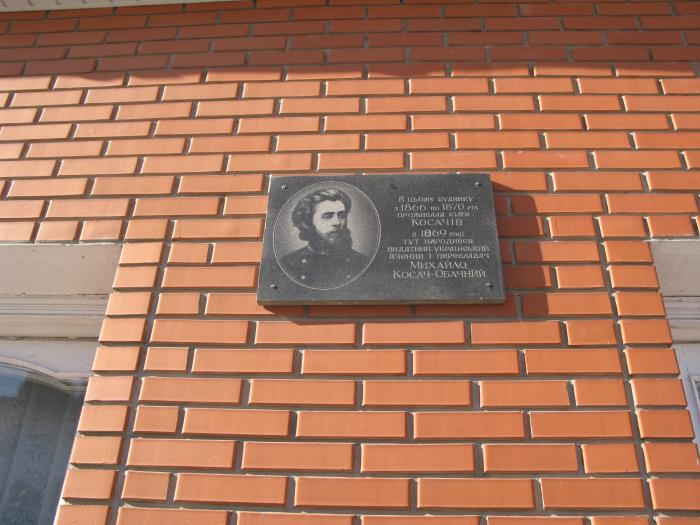 В цьому будинку
з 1866 по 1870 рік
проживала сім'я
Косачів
В 1869 році
тут народився
видатний український
вчений і перекладач
Михайло
Косач-Обачний